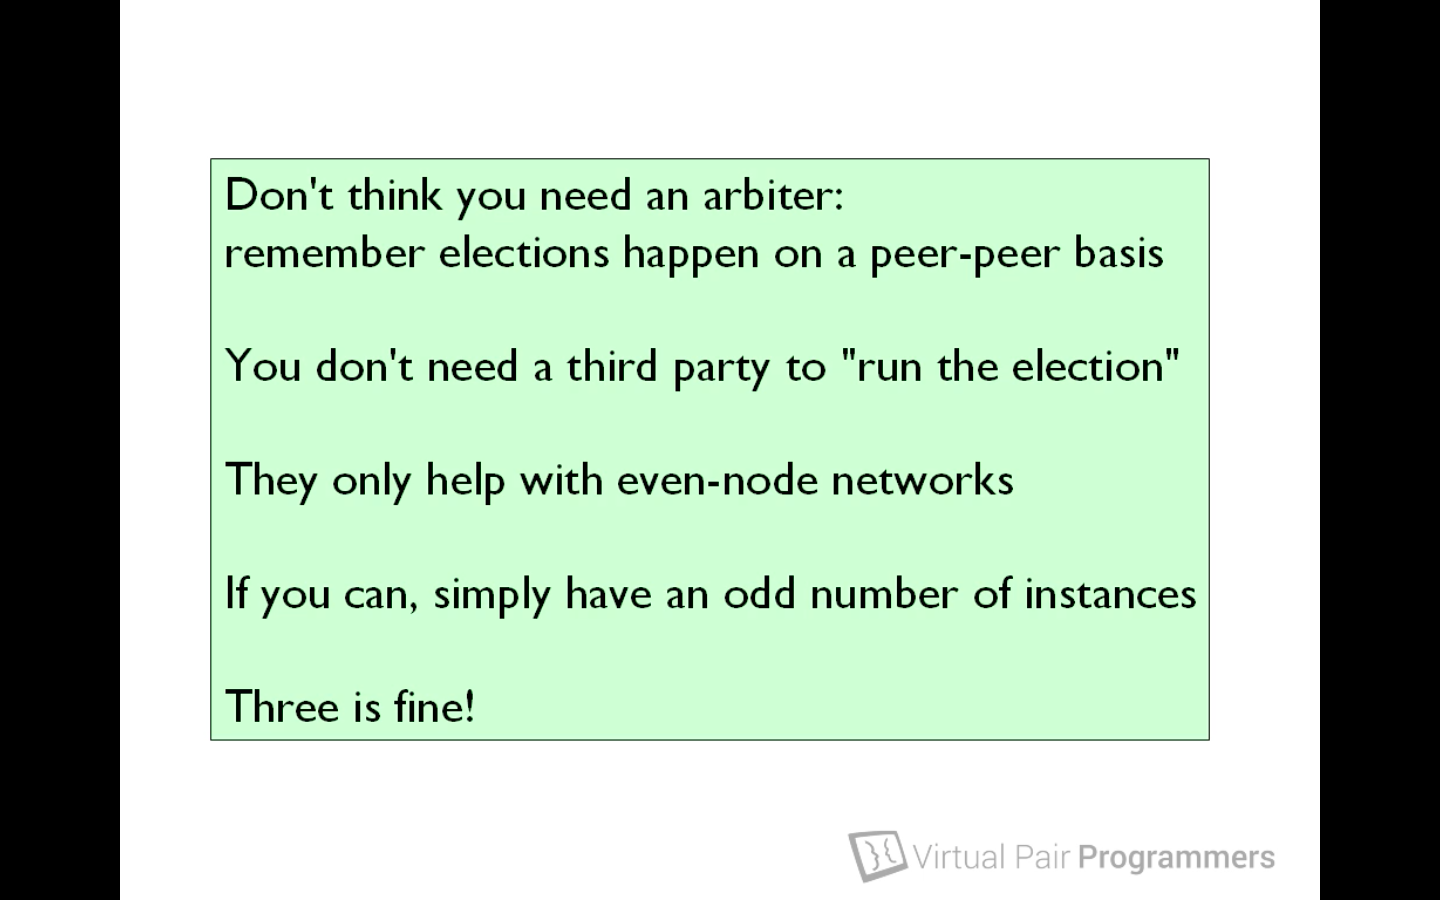 Don't think you need an arbiter:
remember elections happen on a peer-peer basis
You don't need a third party to "run the election"
They only help with even-node networks
If you can, simply have an odd number of instances
Three is fine!
Virtual Pair Programmers